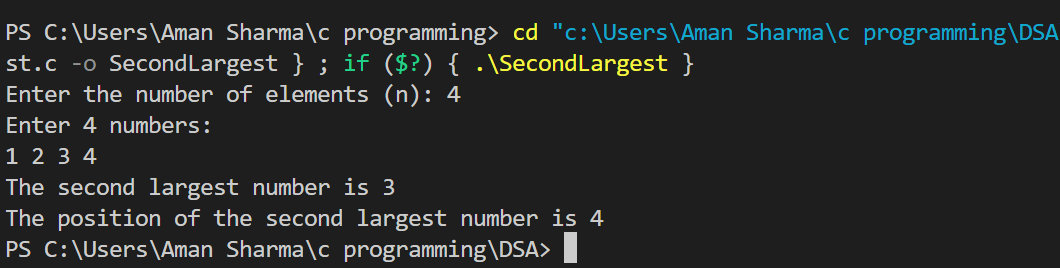 PS C:\Users\Aman Sharma\c programming> cd "c:\Users\Aman Sharma\c programming\DSA
st.c -o SecondLargest } ; if ($?) { .\SecondLargest }
Enter the number of elements (n): 4
Enter 4 numbers:
1 2 3 4
The second largest number is 3
The position of the second largest number is 4
PS C:\Users\Aman Sharma\c programming\DSA>